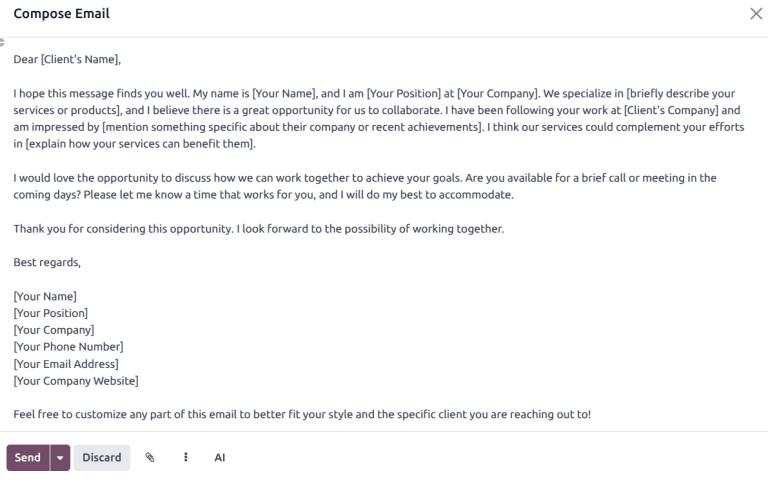 Compose Email
Dear [Client's Name],
I hope this message finds you well. My name is [Your Name], and I am [Your Position] at [Your Company]. We specialize in [briefly describe your
services or products], and I believe there is a great opportunity for us to collaborate. I have been following your work at [Client's Company] and
am impressed by [mention something specific about their company or recent achievements]. I think our services could complement your efforts
in [explain how your services can benefit them].
I would love the opportunity to discuss how we can work together to achieve your goals. Are you available for a brief call or meeting in the
coming days? Please let me know a time that works for you, and I will do my best to accommodate.
Thank you for considering this opportunity. I look forward to the possibility of working together.
Best regards,
[Your Name]
[Your Position]
[Your Company]
[Your Phone Number]
[Your Email Address]
[Your Company Website]
Feel free to customize any part of this email to better fit your style and the specific client you are reaching out to!
Send Discard AI